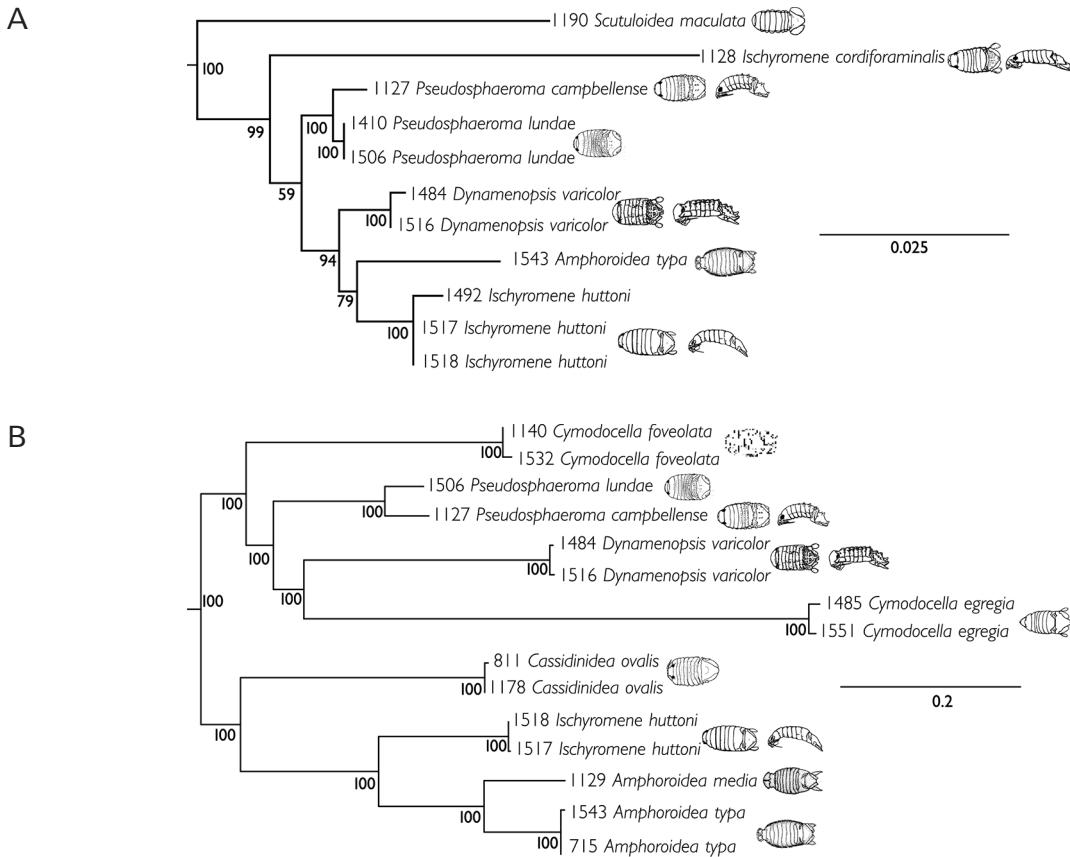 A
1190 Scutuloidea maculata
100
1128 Ischyromene cordiforaminalis
99
1127 Pseudosphaeroma campbellense
100
1410 Pseudosphaeroma lundae
100
1506 Pseudosphaeroma lundae
59
1484 Dynamenopsis varicolor
100
1516 Dynamenopsis varicolor
0.025
94
1543 Amphoroidea typa
79
1492 Ischyromene huttoni
100
1517 Ischyromene huttoni
1518 Ischyromene huttoni
B
1140 Cymodocella foveolata
100
1532 Cymodocella foveolata
100
1506 Pseudosphaeroma lundae
100
1127 Pseudosphaeroma campbellense
100
1484 Dynamenopsis varicolor
100
1516 Dynamenopsis varicolor
100
100
1485 Cymodocella egregia
100
1551 Cymodocella egregia
811 Cassidinidea ovalis
100
1178 Cassidinidea ovalis
0.2
100
1518 Ischyromene huttoni
100
1517 Ischyromene huttoni
100
1129 Amphoroidea media
100
1543 Amphoroidea typa
100
715 Amphoroidea typa